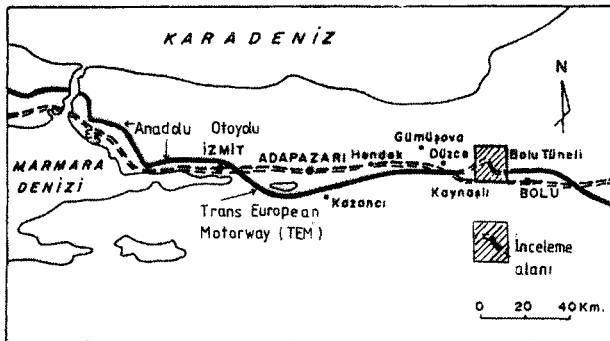 KARADENİZ
N
Anadolu Otoyolu
İZMİT
MARMARA
DENİZİ
ADAPAZARI
Hendek
Gümüşova
Düzce
Bolu Tüneli
Kaynaşlı
BOLU
Kazancı
Trans European
Motorway (TEM)
İnceleme
alanı
0 20 40 Km.